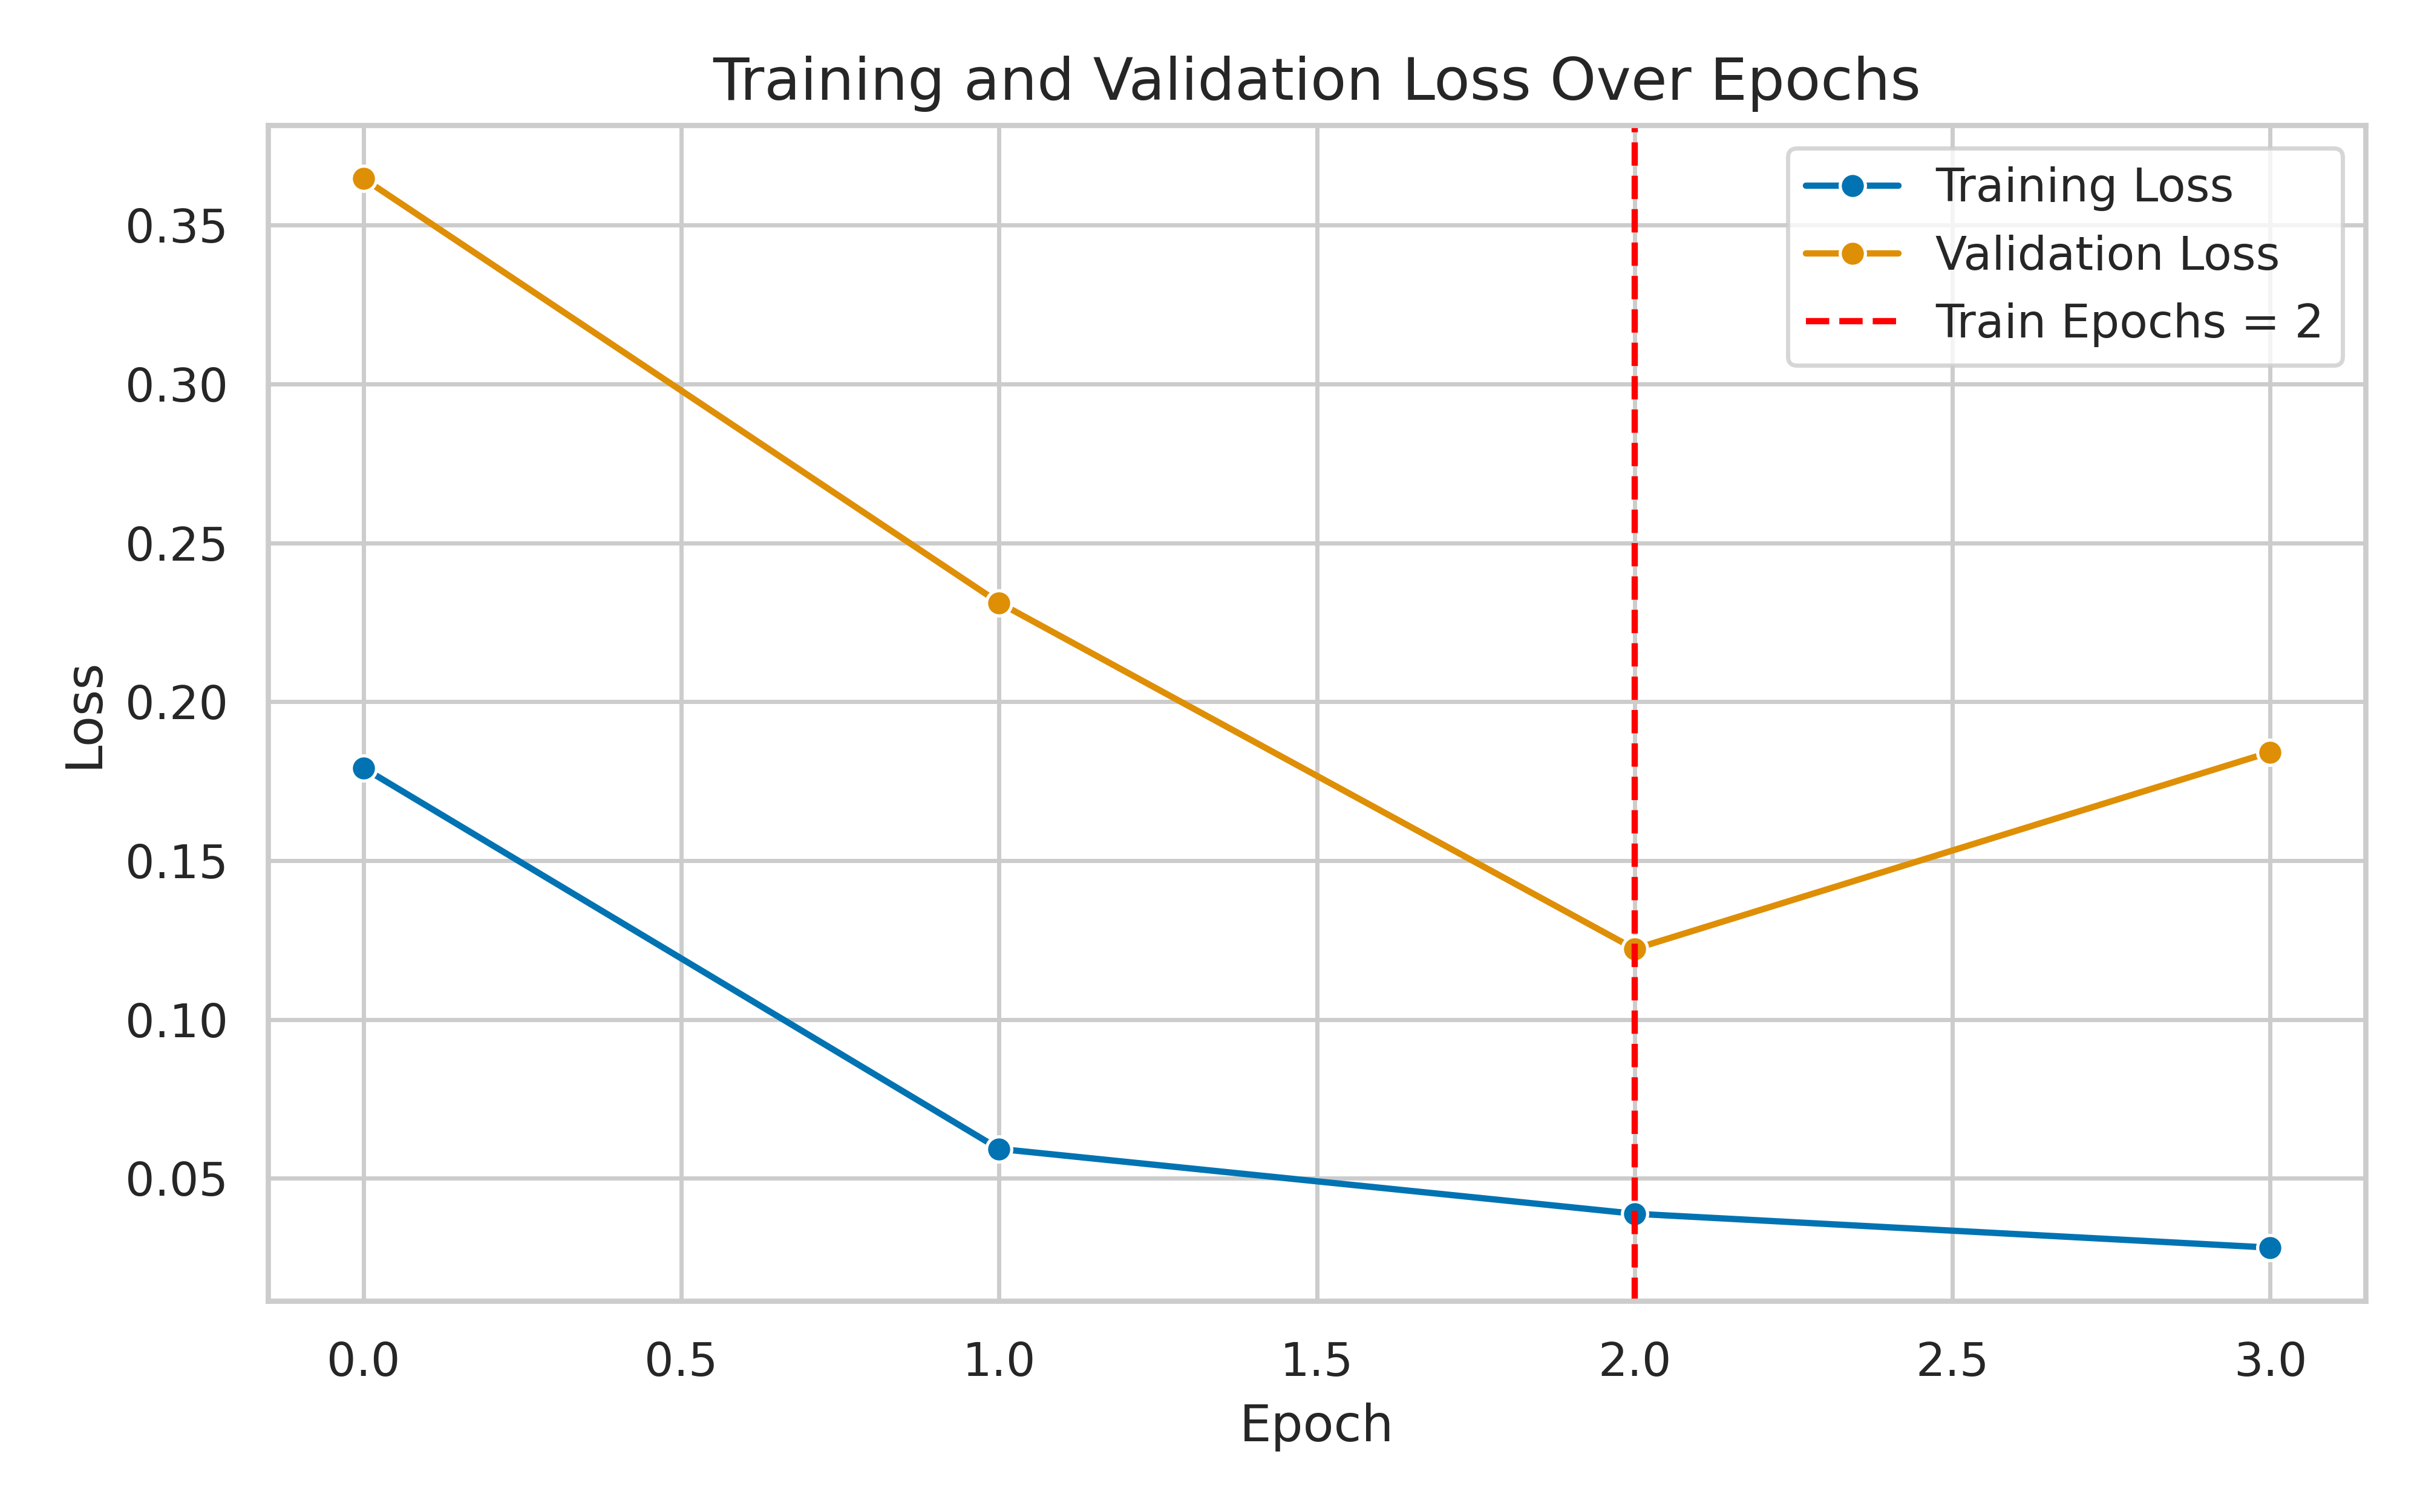 Training and Validation Loss Over Epochs
Training Loss
Validation Loss
Train Epochs = 2
0.35
0.30
0.25
0.20
0.15
0.10
0.05
Loss
0.0 0.5 1.0 1.5 2.0 2.5 3.0
Epoch